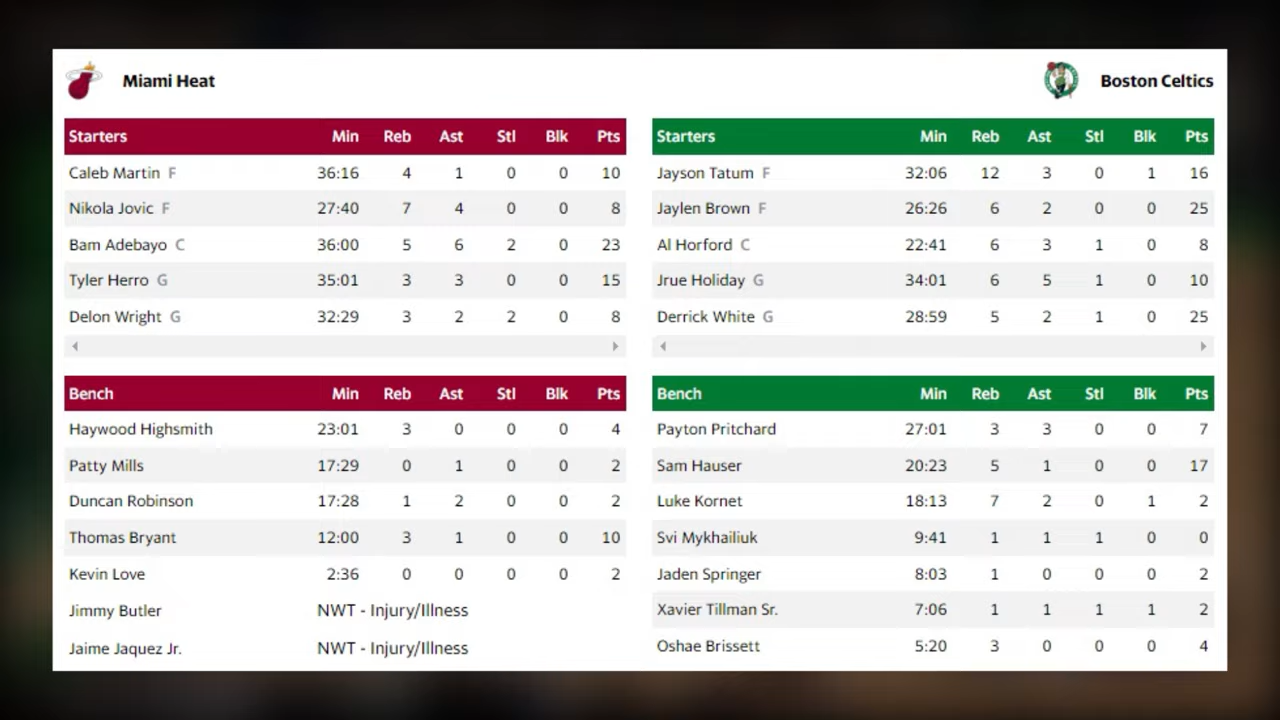 Miami Heat
Boston Celtics
Starters Min Reb Ast Stl Blk Pts
Caleb Martin F 36:16 4 1 0 0 10
Nikola Jovic F 27:40 7 4 0 0 8
Bam Adebayo C 36:00 5 6 2 0 23
Tyler Herro G 35:01 3 3 0 0 15
Delon Wright G 32:29 3 2 2 0 8
Bench Min Reb Ast Stl Blk Pts
Haywood Highsmith 23:01 3 0 0 0 4
Patty Mills 17:29 0 1 0 0 2
Duncan Robinson 17:28 1 2 0 0 2
Thomas Bryant 12:00 3 1 0 0 10
Kevin Love 2:36 0 0 0 0 2
Jimmy Butler NWT - Injury/Illness
Jaime Jaquez Jr. NWT - Injury/Illness
Starters Min Reb Ast Stl Blk Pts
Jayson Tatum F 32:06 12 3 0 1 16
Jaylen Brown F 26:26 6 2 0 0 25
Al Horford C 22:41 6 3 1 0 8
Jrue Holiday G 34:01 6 5 1 0 10
Derrick White G 28:59 5 2 1 0 25
Bench Min Reb Ast Stl Blk Pts
Payton Pritchard 27:01 3 3 0 0 7
Sam Hauser 20:23 5 1 0 0 17
Luke Kornet 18:13 7 2 0 1 2
Svi Mykhailiuk 9:41 1 1 1 0 0
Jaden Springer 8:03 1 0 0 0 2
Xavier Tillman Sr. 7:06 1 1 1 1 2
Oshae Brissett 5:20 3 0 0 0 4